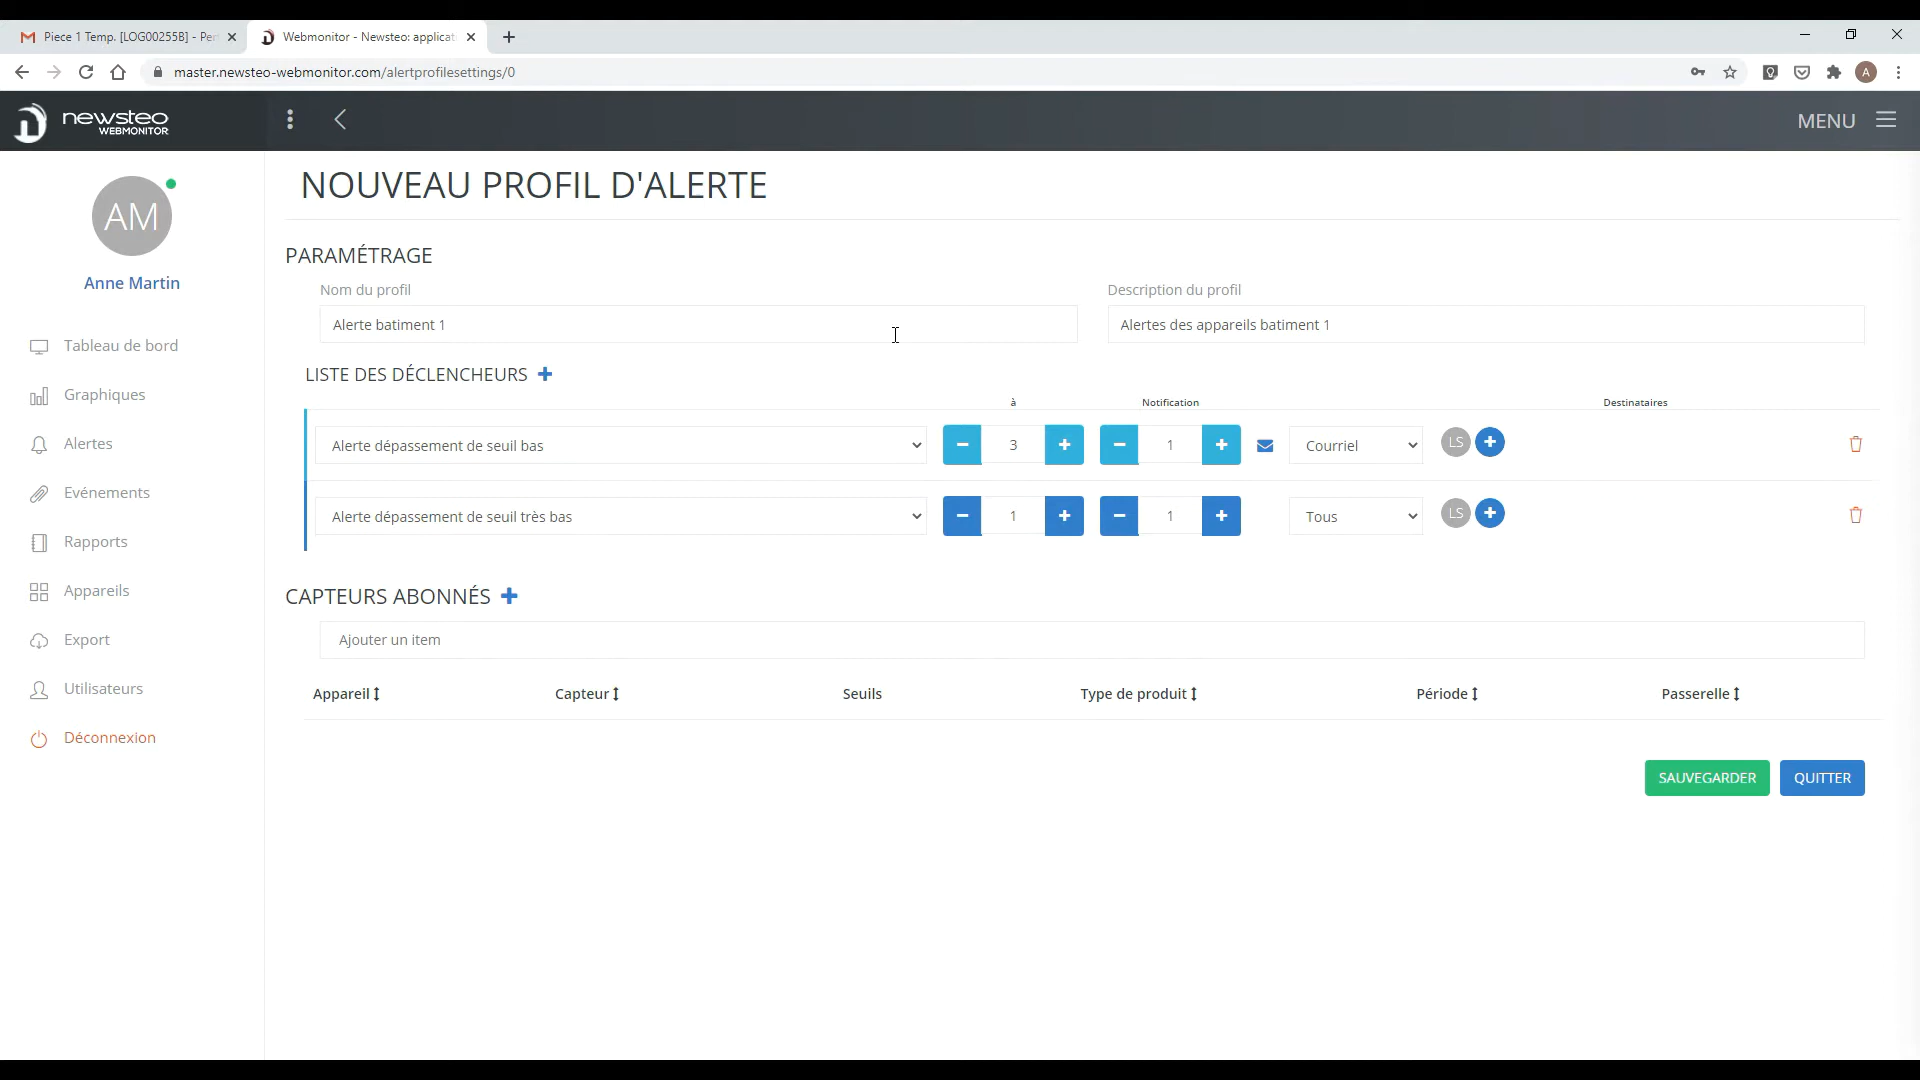 Piece 1 Temp. [LOG00255B] - Per
Webmonitor - Newsteo: applicat
master.newsteo-webmonitor.com/alertprofilesettings/0
A
newsteo
WEBMONITOR
MENU
AM
Anne Martin
Tableau de bord
Graphiques
Alertes
Evénements
Rapports
Appareils
Export
Utilisateurs
Déconnexion
NOUVEAU PROFIL D'ALERTE
PARAMÉTRAGE
Nom du profil Description du profil
Alerte batiment 1 Alertes des appareils batiment 1
LISTE DES DÉCLENCHEURS
à Notification Destinataires
Alerte dépassement de seuil bas 3 1 Courriel LS
Alerte dépassement de seuil très bas 1 1 Tous LS
CAPTEURS ABONNÉS
Ajouter un item
Appareil Capteur Seuils Type de produit Période Passerelle
SAUVEGARDER QUITTER